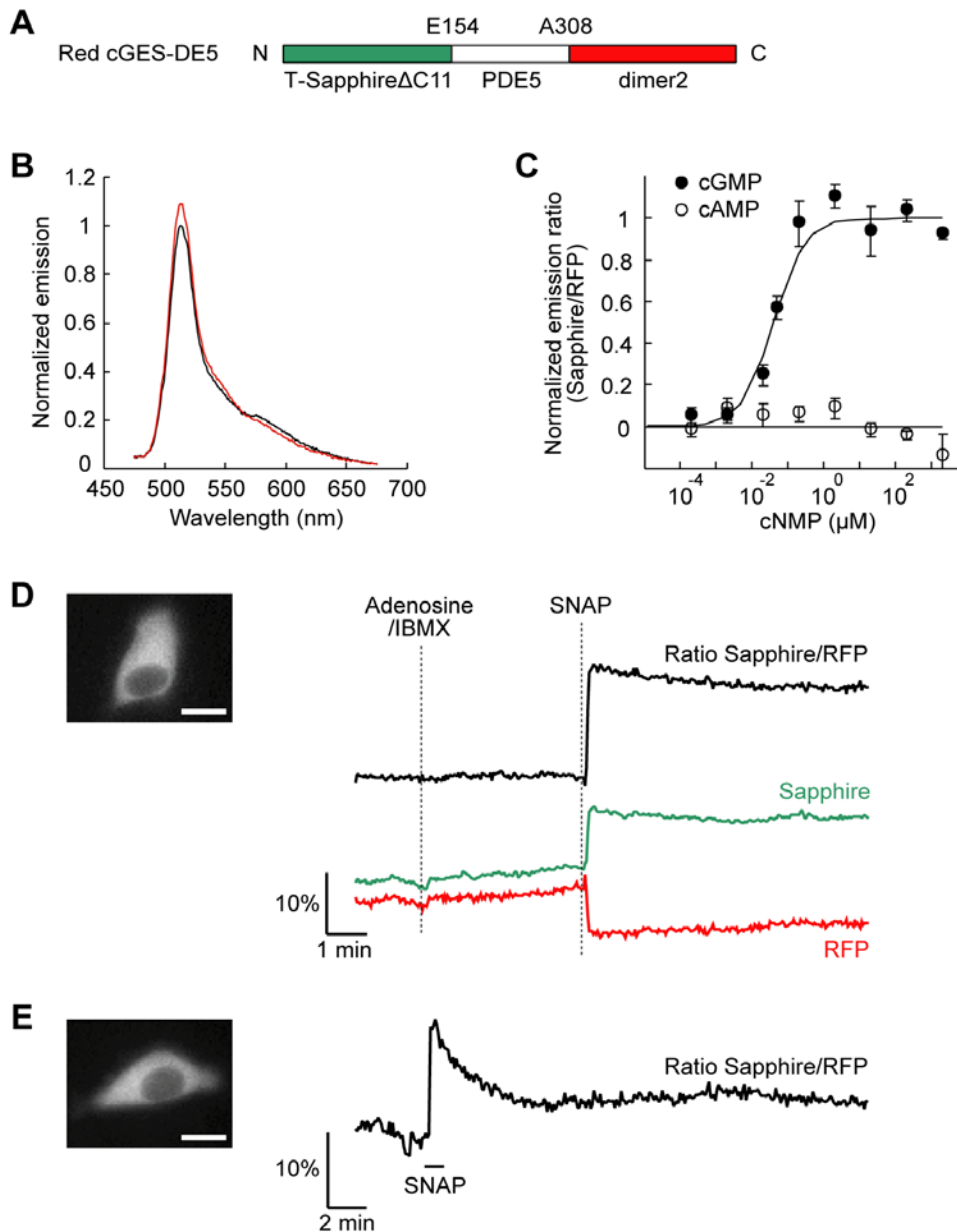 A
E154 A308
Red cGES-DE5 N C
T-SapphireΔC11 PDE5 dimer2
B
Normalized emission
1.2
1
0.8
0.6
0.4
0.2
0
450 500 550 600 650 700
Wavelength (nm)
C
cGMP
cAMP
Normalized emission ratio
(Sapphire/RFP)
1
0.8
0.6
0.4
0.2
0
10-4 10-2 100 102
cNMP (µM)
D
Adenosine
/IBMX
SNAP
Ratio Sapphire/RFP
Sapphire
RFP
10%
1 min
E
Ratio Sapphire/RFP
SNAP
10%
2 min